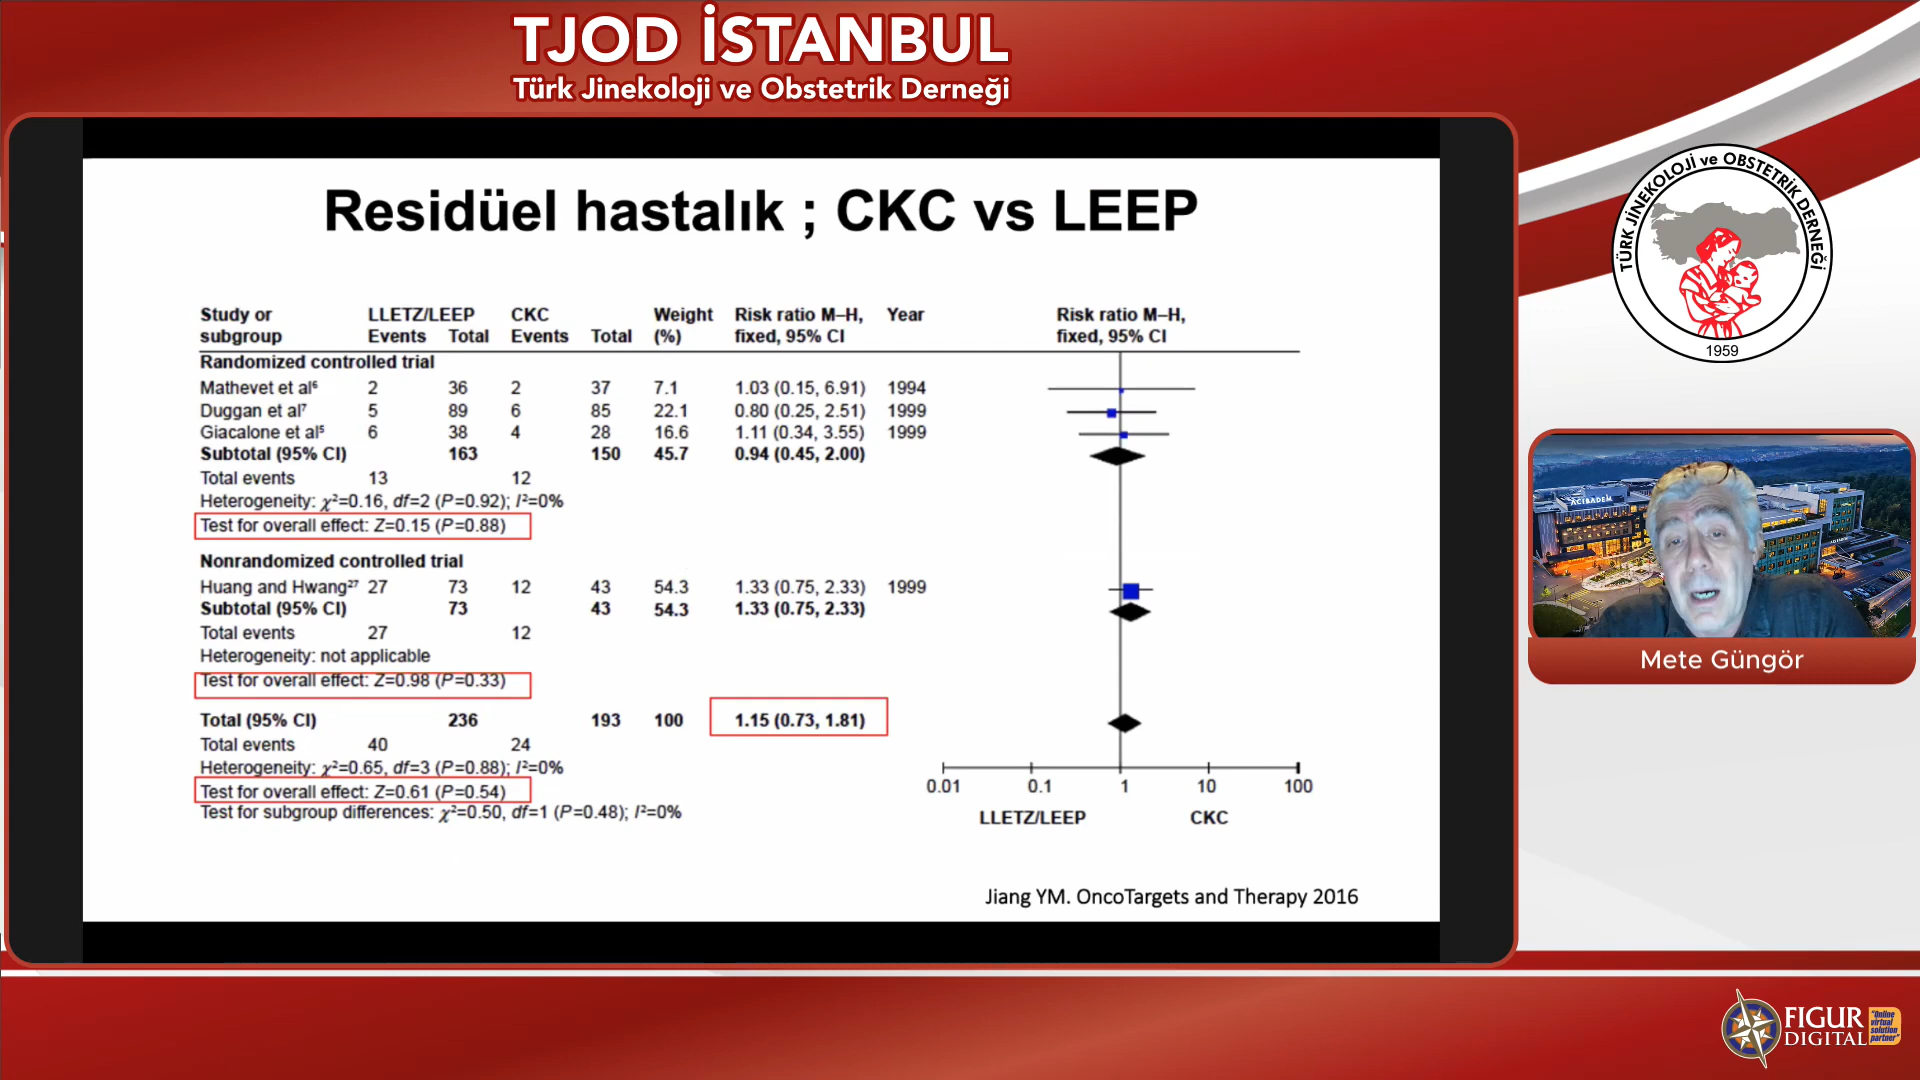 TJOD İSTANBUL
Türk Jinekoloji ve Obstetrik Derneği
Residüel hastalık ; CKC vs LEEP
Study or LLETZ/LEEP CKC Weight Risk ratio M–H, Year Risk ratio M–H,
subgroup Events Total Events Total (%) fixed, 95% CI fixed, 95% CI
Randomized controlled trial
Mathevet et al⁶ 2 36 2 37 7.1 1.03 (0.15, 6.91) 1994
Duggan et al⁷ 5 89 6 85 22.1 0.80 (0.25, 2.51) 1999
Giacalone et al⁵ 6 38 4 28 16.6 1.11 (0.34, 3.55) 1999
Subtotal (95% CI) 163 150 45.7 0.94 (0.45, 2.00)
Total events 13 12
Heterogeneity: χ²=0.16, df=2 (P=0.92); I²=0%
Test for overall effect: Z=0.15 (P=0.88)
Nonrandomized controlled trial
Huang and Hwang²⁷ 27 73 12 43 54.3 1.33 (0.75, 2.33) 1999
Subtotal (95% CI) 73 43 54.3 1.33 (0.75, 2.33)
Total events 27 12
Heterogeneity: not applicable
Test for overall effect: Z=0.98 (P=0.33)
Total (95% CI) 236 193 100 1.15 (0.73, 1.81)
Total events 40 24
Heterogeneity: χ²=0.65, df=3 (P=0.88); I²=0%
Test for overall effect: Z=0.61 (P=0.54)
Test for subgroup differences: χ²=0.50, df=1 (P=0.48); I²=0%
0.01 0.1 1 10 100
LLETZ/LEEP CKC
Jiang YM. OncoTargets and Therapy 2016
TÜRK JİNEKOLOJİ ve OBSTETRİK DERNEĞİ
1959
ACIBADEM
Mete Güngör
FIGUR
DIGITAL
"Online
virtual
solution
partner"